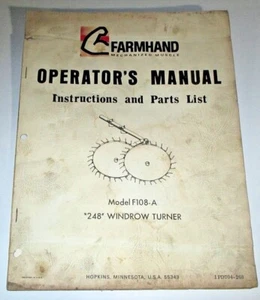 FARMHAND
MECHANIZED MUSCLE
OPERATOR'S MANUAL
Instructions and Parts List
Model F108-A
"248" WINDROW TURNER
HOPKINS, MINNESOTA, U.S.A. 55343